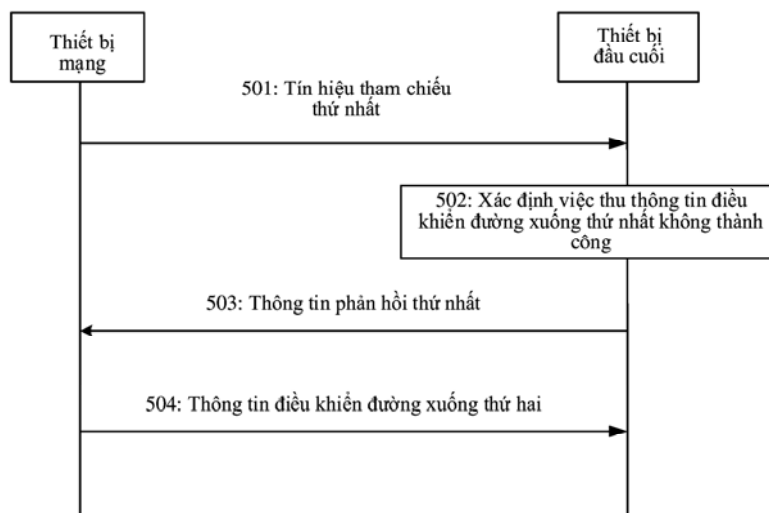 Thiết bị
mạng
Thiết bị
đầu cuối
501: Tín hiệu tham chiếu
thứ nhất
502: Xác định việc thu thông tin điều
khiển đường xuống thứ nhất không thành
công
503: Thông tin phản hồi thứ nhất
504: Thông tin điều khiển đường xuống thứ hai